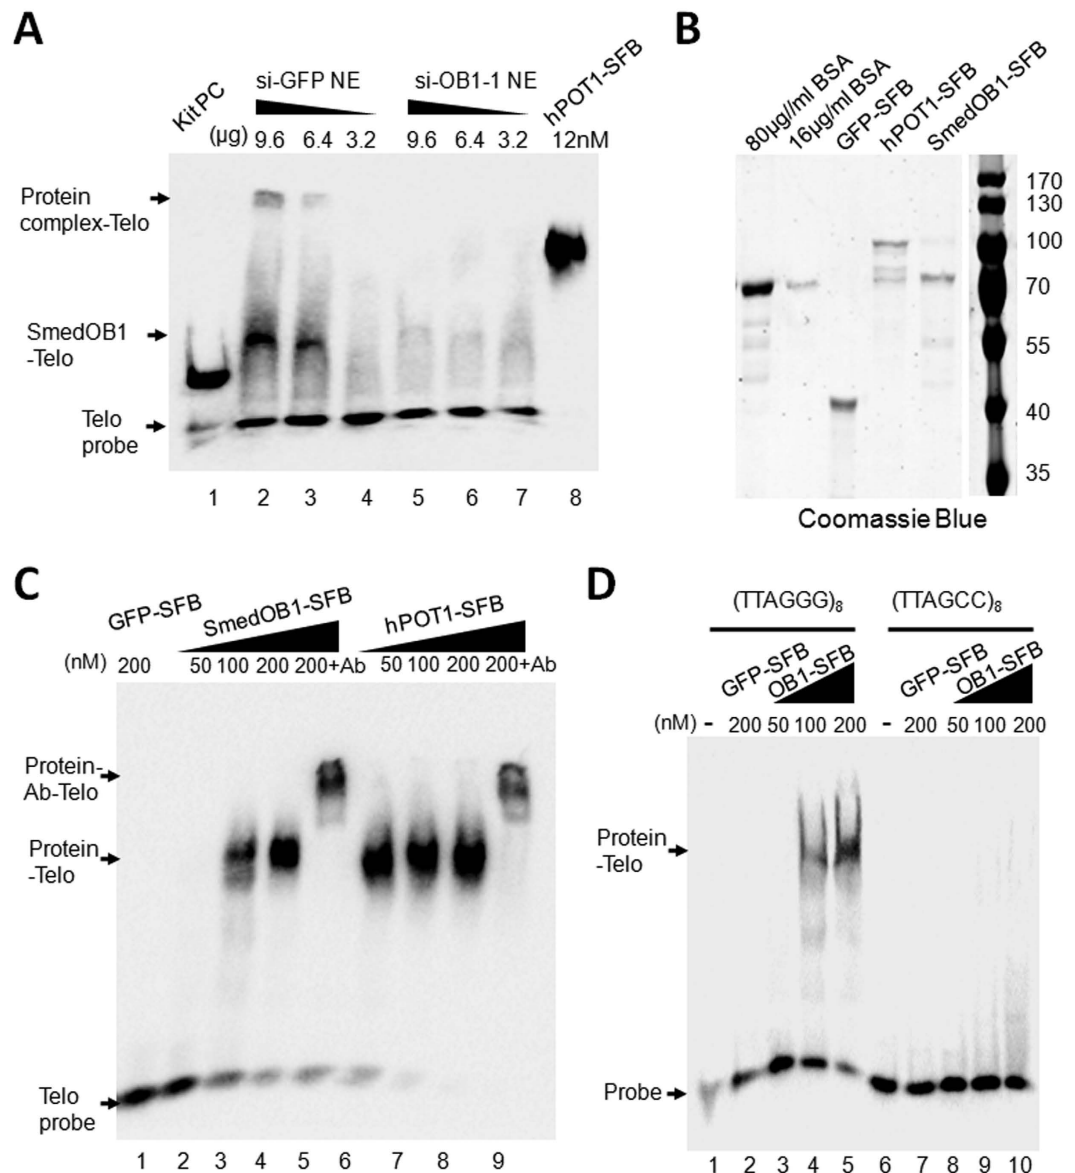 A
Kit PC
si-GFP NE
si-OB1-1 NE
hPOT1-SFB
(µg) 9.6 6.4 3.2 9.6 6.4 3.2 12nM
Protein
complex-Telo
SmedOB1
-Telo
Telo
probe
1 2 3 4 5 6 7 8
B
80µg//ml BSA
16µg/ml BSA
GFP-SFB
hPOT1-SFB
SmedOB1-SFB
170
130
100
70
55
40
35
Coomassie Blue
C
GFP-SFB
SmedOB1-SFB
hPOT1-SFB
(nM) 200 50 100 200 200+Ab 50 100 200 200+Ab
Protein-
Ab-Telo
Protein
-Telo
Telo
probe
1 2 3 4 5 6 7 8 9
D
(TTAGGG)₈ (TTAGCC)₈
GFP-SFB
OB1-SFB
GFP-SFB
OB1-SFB
(nM) - 200 50 100 200 - 200 50 100 200
Protein
-Telo
Probe
1 2 3 4 5 6 7 8 9 10